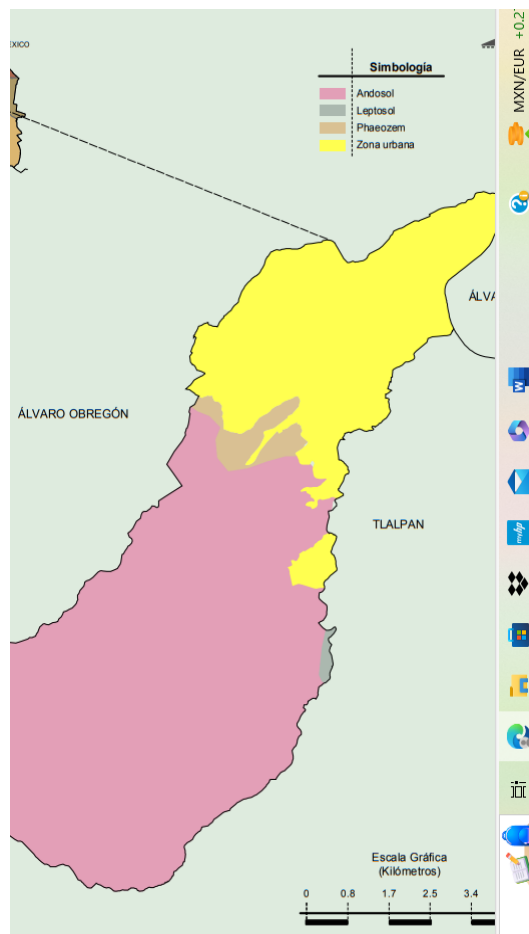 Simbología
Andosol
Leptosol
Phaeozem
Zona urbana
ÁLVARO OBREGÓN
TLALPAN
Escala Gráfica
(Kilómetros)
0 0.8 1.7 2.5 3.4
MXN/EUR